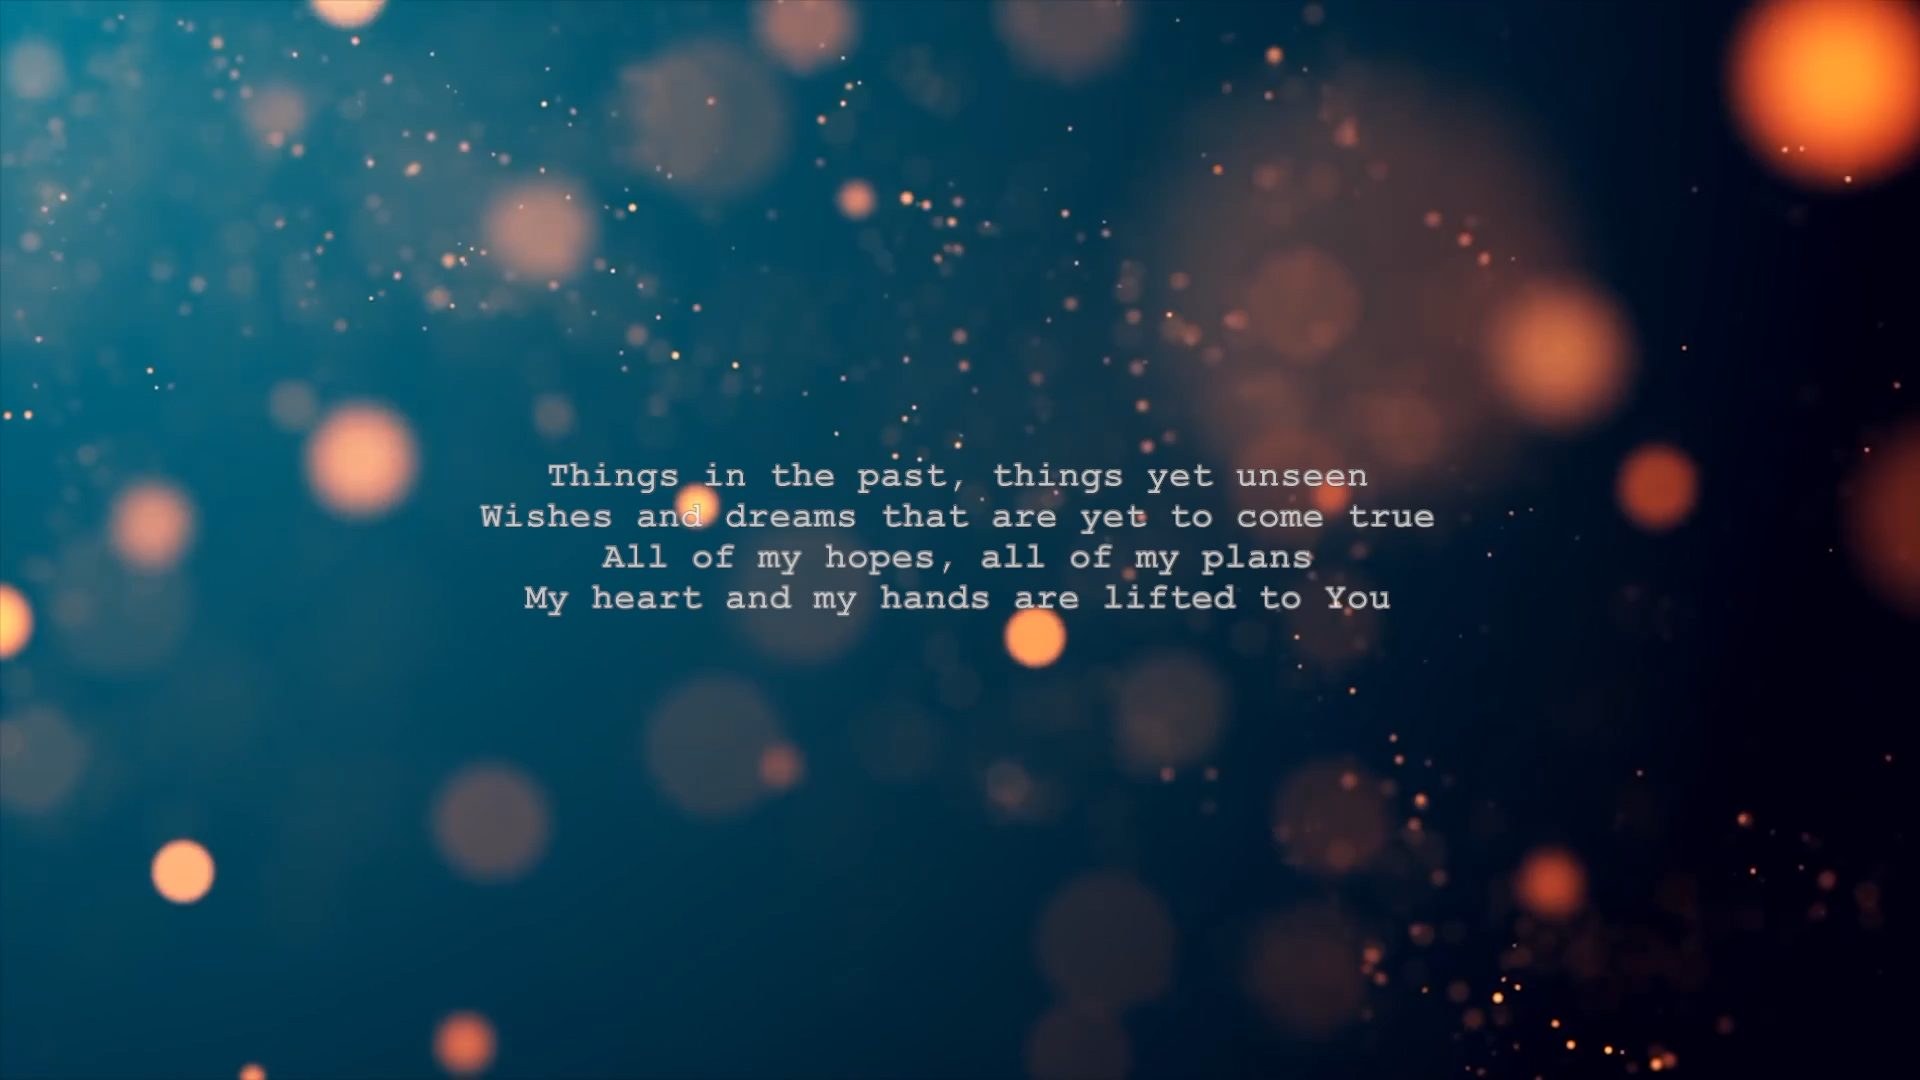 Things in the past, things yet unseen
Wishes and dreams that are yet to come true
All of my hopes, all of my plans
My heart and my hands are lifted to You